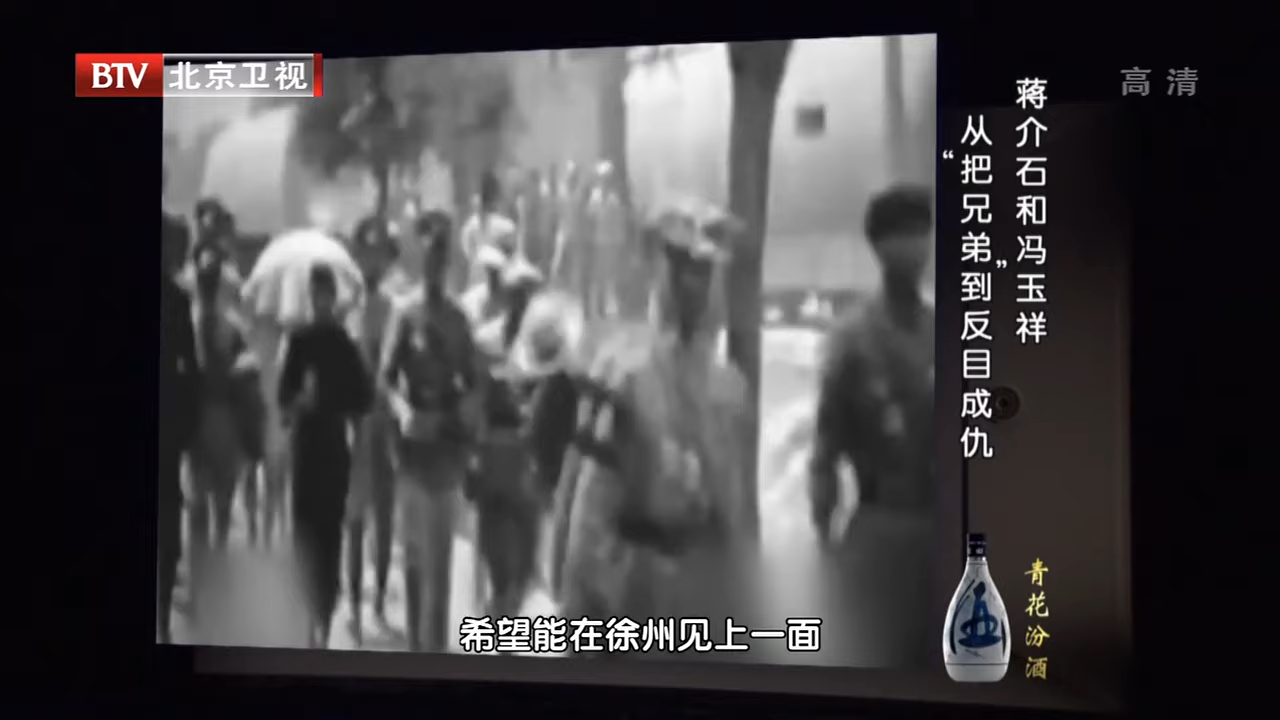 BTV 北京卫视
高清
蒋介石和冯玉祥
从“把兄弟”到反目成仇
青花汾酒
希望能在徐州见上一面